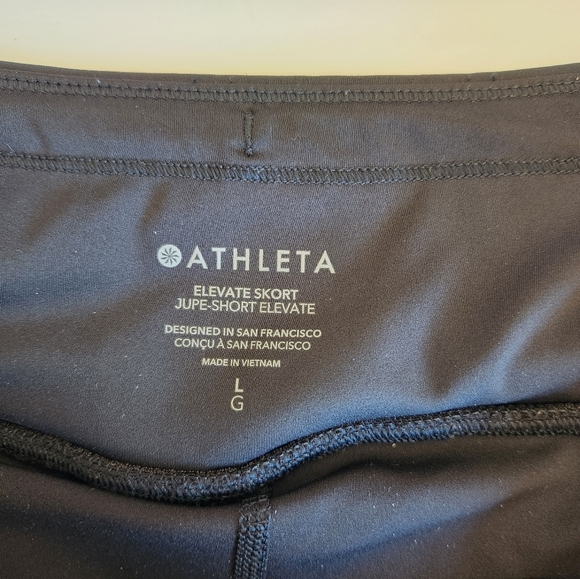 ATHLETA
ELEVATE SKORT
JUPE-SHORT ELEVATE
DESIGNED IN SAN FRANCISCO
CONÇU À SAN FRANCISCO
MADE IN VIETNAM
L
G